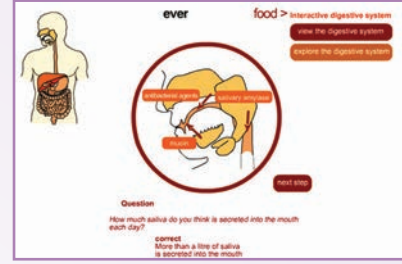 ever
food > Interactive digestive system
view the digestive system
explore the digestive system
antibacterial agents
salivary amylase
mucin
next step
Question
How much saliva do you think is secreted into the mouth
each day?
correct
More than a litre of saliva
is secreted into the mouth